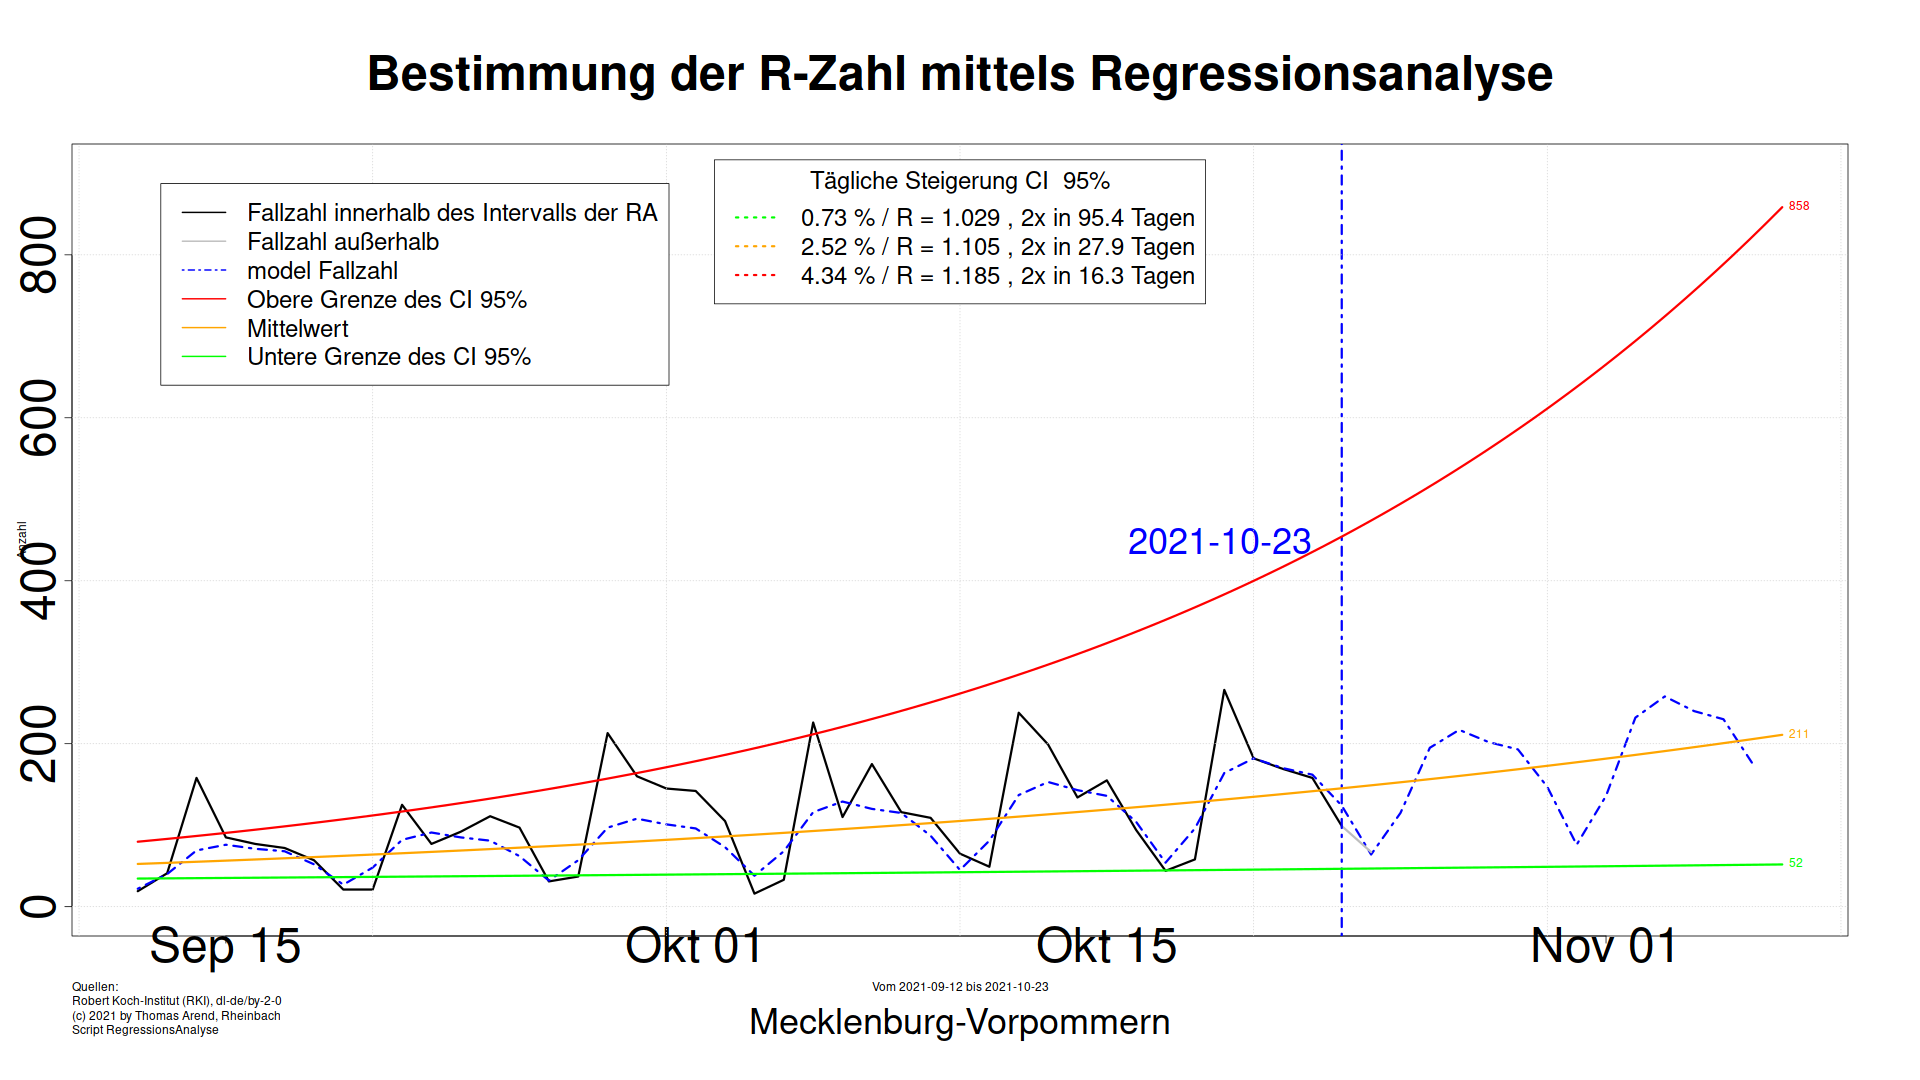 Bestimmung der R-Zahl mittels Regressionsanalyse
Fallzahl innerhalb des Intervalls der RA
Fallzahl außerhalb
model Fallzahl
Obere Grenze des CI 95%
Mittelwert
Untere Grenze des CI 95%
Tägliche Steigerung CI  95%
0.73 % / R = 1.029 , 2x in 95.4 Tagen
2.52 % / R = 1.105 , 2x in 27.9 Tagen
4.34 % / R = 1.185 , 2x in 16.3 Tagen
858
800
600
2021-10-23
Anzahl
400
200
211
52
0
Sep 15
Okt 01
Okt 15
Nov 01
Quellen:
Robert Koch-Institut (RKI), dl-de/by-2-0
(c) 2021 by Thomas Arend, Rheinbach
Script RegressionsAnalyse
Vom 2021-09-12 bis 2021-10-23
Mecklenburg-Vorpommern